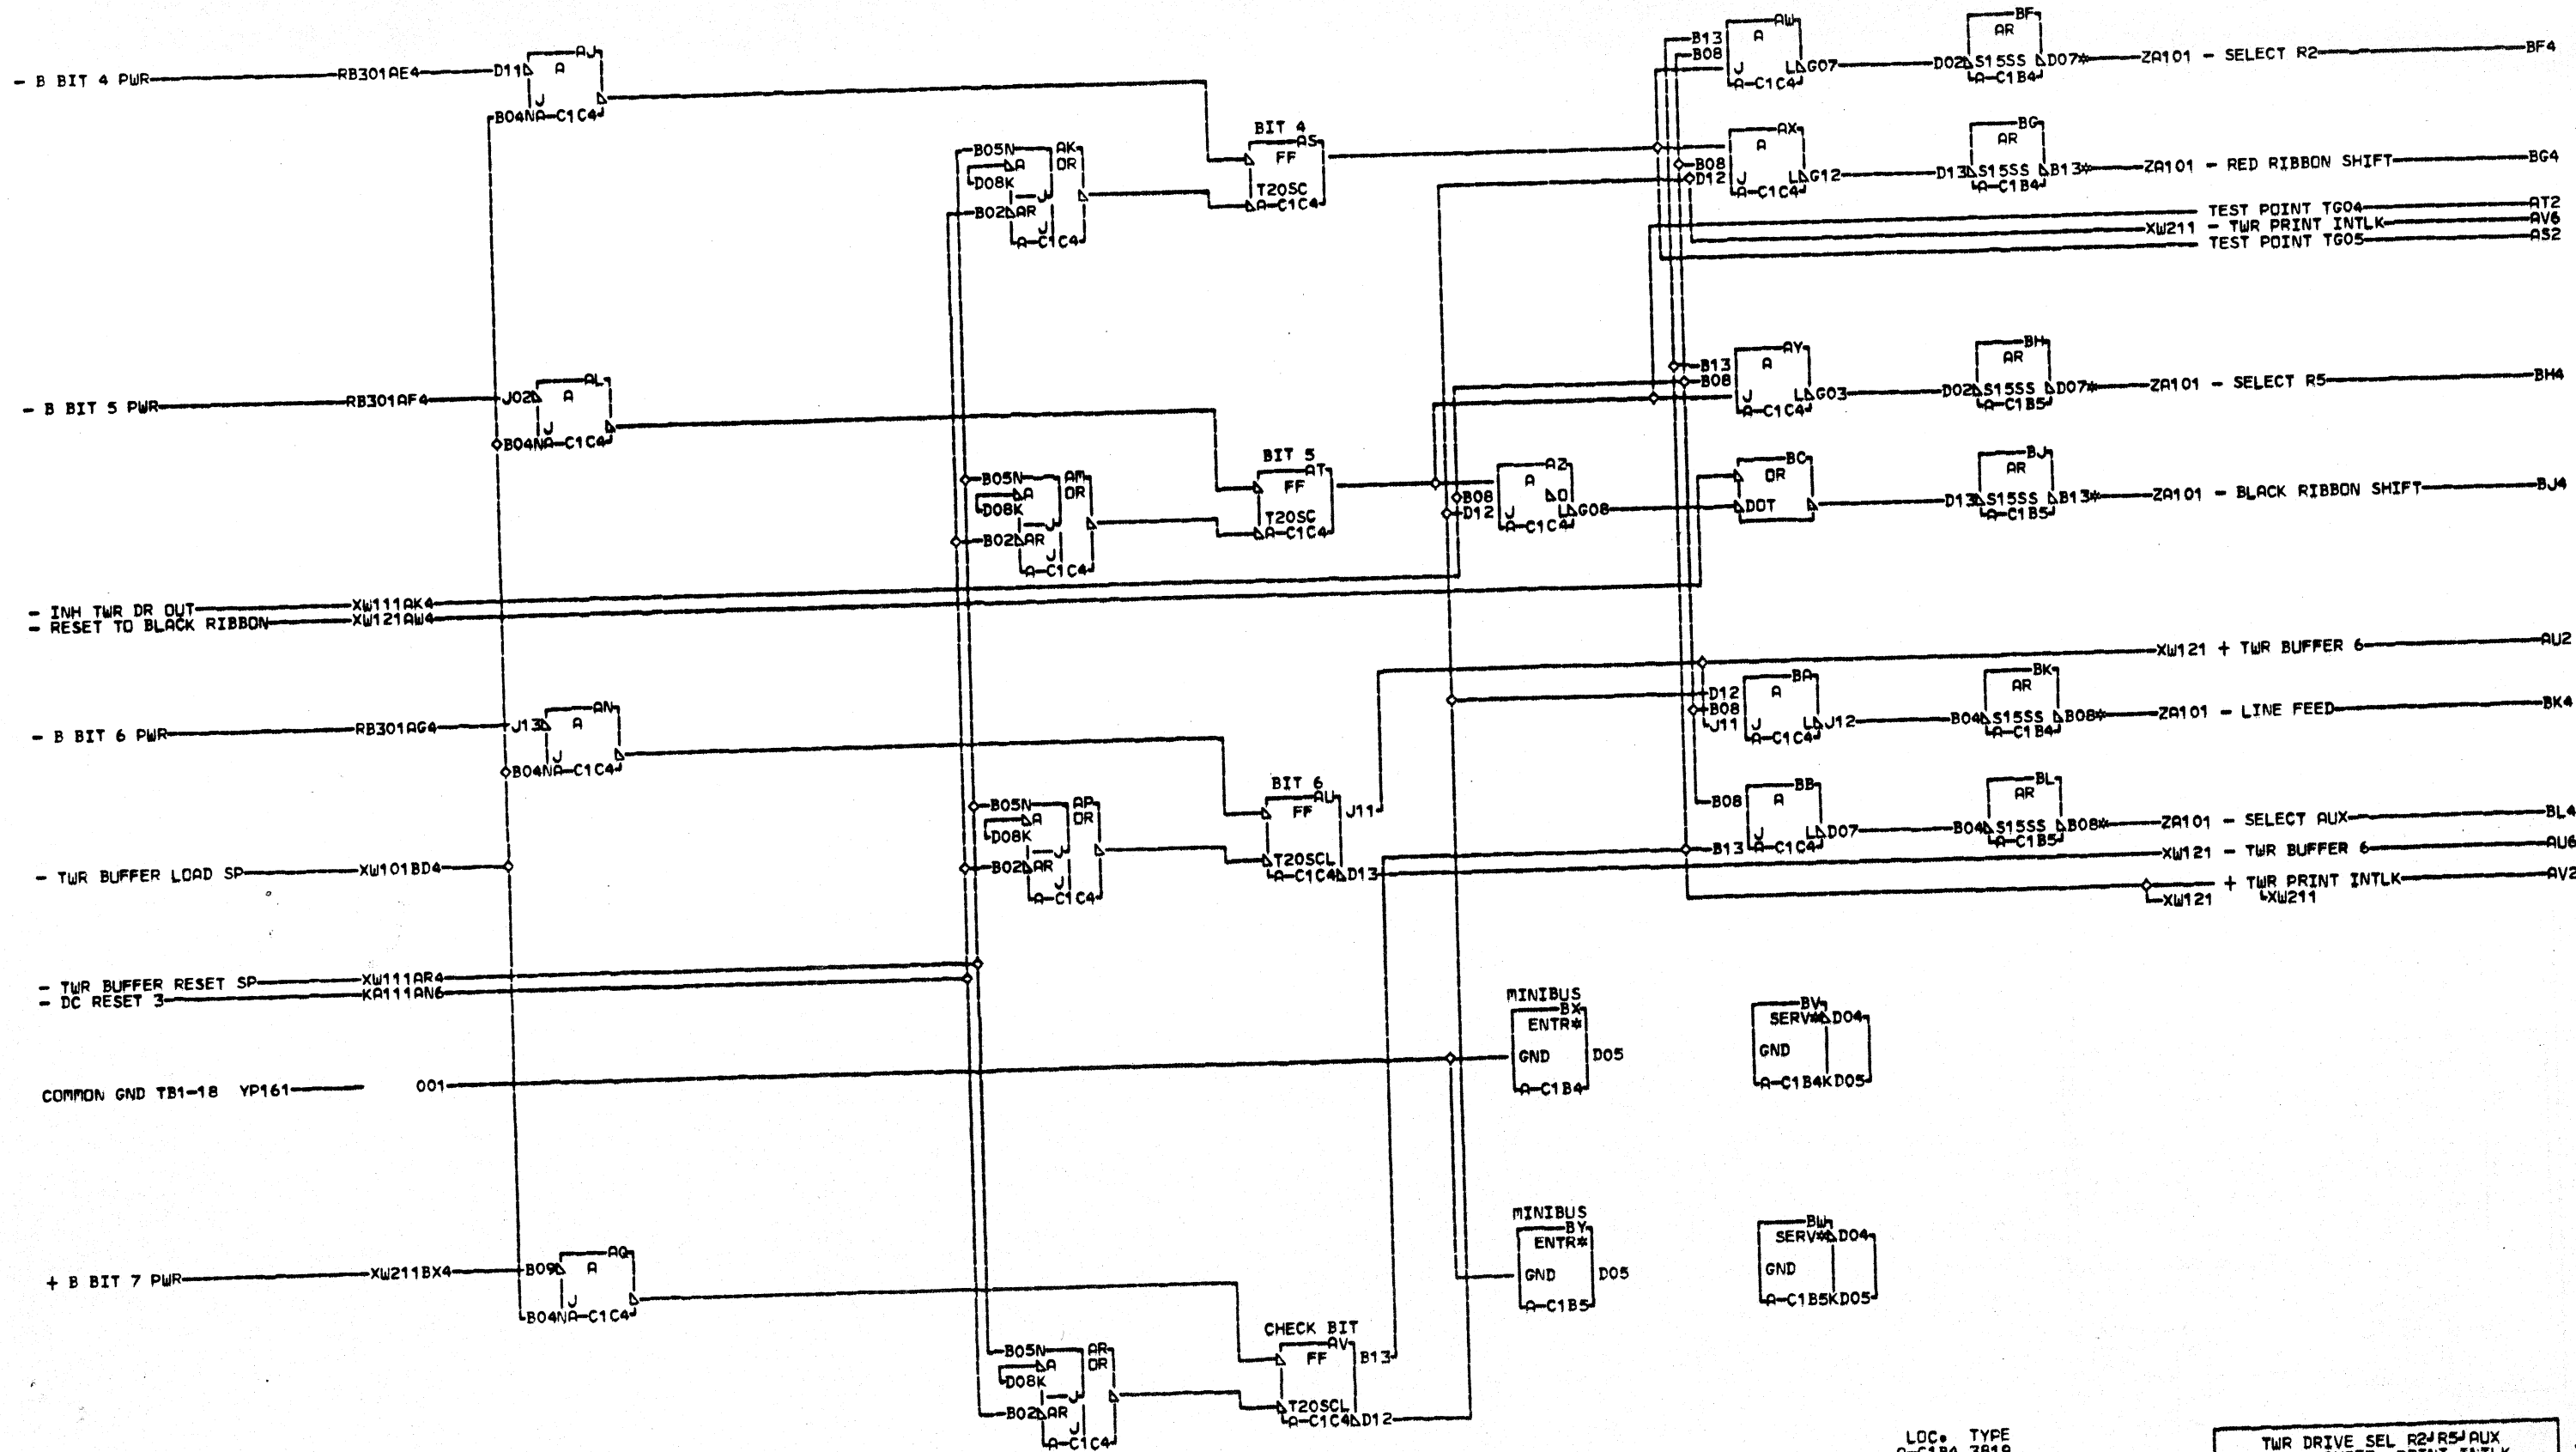 - B BIT 4 PWR RB301AE4 D11 A AJ
J
B04N A-C1C4
B05N AK
A OR
D08K
J
B02 AR
J
A-C1C4
BIT 4
AS
FF
T20SC
A-C1C4
B13 A AW
B08
J L G07
A-C1C4
BF
AR
D02 S15SS D07* ZA101 - SELECT R2 BF4
A-C1B4
AX
A
B08
D12 J L G12
A-C1C4
BG
AR
D13 S15SS B13* ZA101 - RED RIBBON SHIFT BG4
A-C1B4
TEST POINT TG04 AT2
XW211 - TWR PRINT INTLK AV6
TEST POINT TG05 AS2
- B BIT 5 PWR RB301AF4 J02 A AL
J
B04N A-C1C4
B05N AM
A OR
D08K
J
B02 AR
J
A-C1C4
BIT 5
AT
FF
T20SC
A-C1C4
AY
B13 A
B08
J L G03
A-C1C4
BH
AR
D02 S15SS D07* ZA101 - SELECT R5 BH4
A-C1B5
AZ
A
B08 D
D12 J L G08
A-C1C4
BC
OR
DOT
BJ
AR
D13 S15SS B13* ZA101 - BLACK RIBBON SHIFT BJ4
A-C1B5
- INH TWR DR OUT XW111AK4
- RESET TO BLACK RIBBON XW121AW4
XW121 + TWR BUFFER 6 AU2
- B BIT 6 PWR RB301AG4 J13 A AN
J
B04N A-C1C4
B05N AP
A OR
D08K
J
B02 AR
J
A-C1C4
BIT 6
AU
FF J11
T20SCL
A-C1C4 D13
BA
D12 A
B08
J11 J L J12
A-C1C4
BK
AR
B04 S15SS B08* ZA101 - LINE FEED BK4
A-C1B4
BB
B08 A
J L D07
B13 A-C1C4
BL
AR
B04 S15SS B08* ZA101 - SELECT AUX BL4
A-C1B5
XW121 - TWR BUFFER 6 AU6
+ TWR PRINT INTLK AV2
XW121 XW211
- TWR BUFFER LOAD SP XW101BD4
- TWR BUFFER RESET SP XW111AR4
- DC RESET 3 KA111AN6
COMMON GND TB1-18 YP161 001
MINIBUS
BX
ENTR*
GND D05
A-C1B4
BV
SERV* D04
GND
A-C1B4KD05
MINIBUS
BY
ENTR*
GND D05
A-C1B5
BW
SERV* D04
GND
A-C1B5KD05
+ B BIT 7 PWR XW211BX4 B09 A AQ
J
B04N A-C1C4
B05N AR
A OR
D08K
J
B02 AR
J
A-C1C4
CHECK BIT
AV
FF B13
T20SCL
A-C1C4 D12
LOC. TYPE
TWR DRIVE SEL R2,R5,AUX